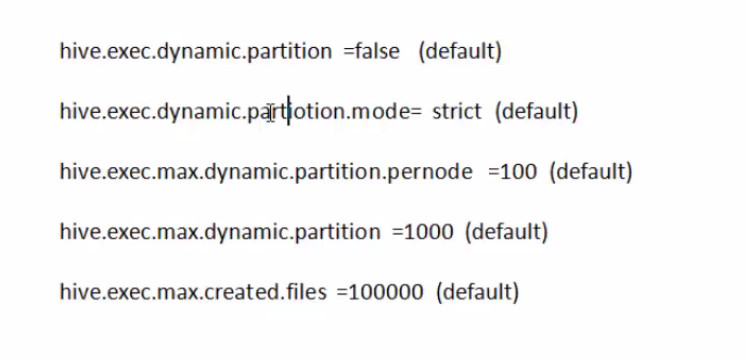 hive.exec.dynamic.partition =false (default)
hive.exec.dynamic.partiotion.mode= strict (default)
hive.exec.max.dynamic.partition.pernode =100 (default)
hive.exec.max.dynamic.partition =1000 (default)
hive.exec.max.created.files =100000 (default)